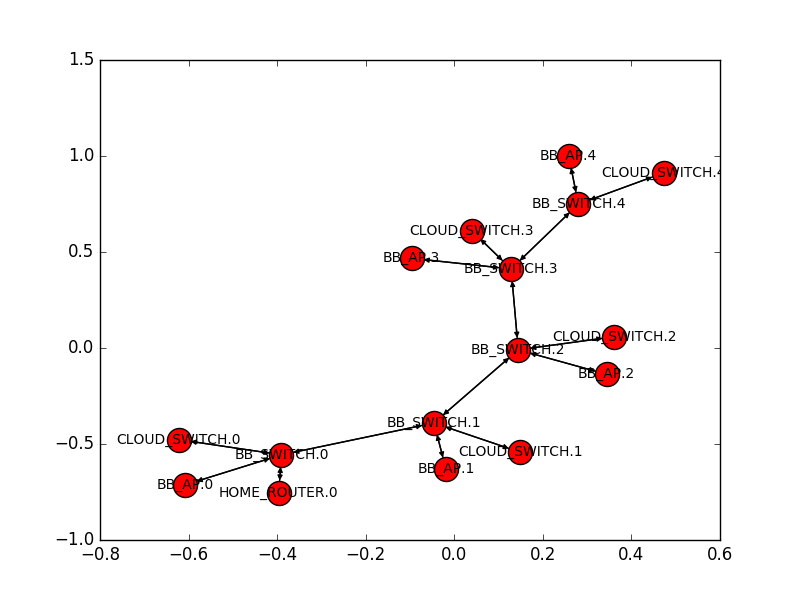 1.5
BB_AP.4
1.0
CLOUD_SWITCH.4
BB_SWITCH.4
CLOUD_SWITCH.3
0.5
BB_AP.3
BB_SWITCH.3
CLOUD_SWITCH.2
0.0
BB_SWITCH.2
BB_AP.2
BB_SWITCH.1
CLOUD_SWITCH.0
−0.5
CLOUD_SWITCH.1
BB_SWITCH.0
BB_AP.1
BB_AP.0
HOME_ROUTER.0
−1.0
−0.8 −0.6 −0.4 −0.2 0.0 0.2 0.4 0.6